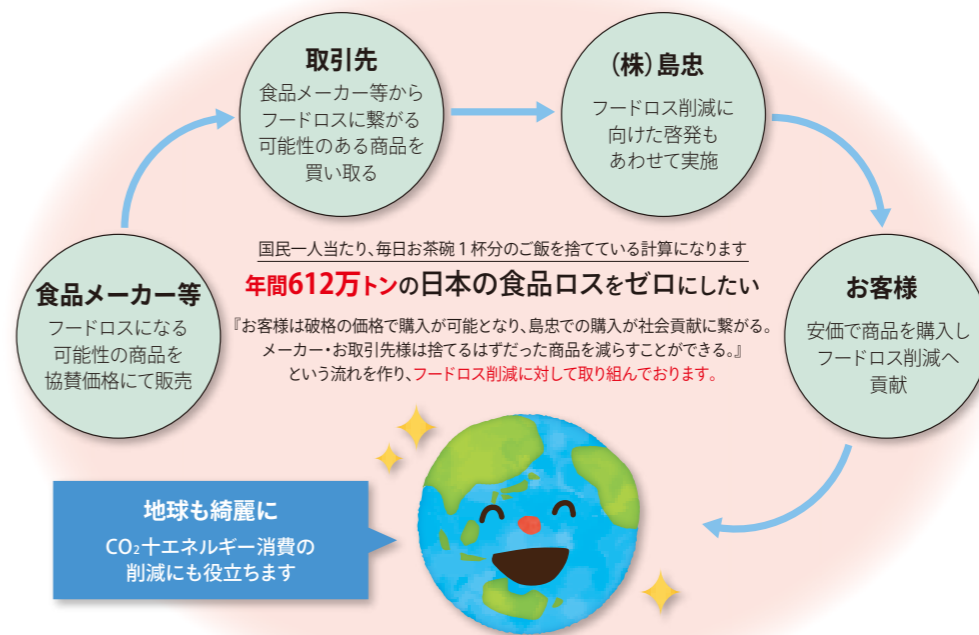 取引先
食品メーカー等から
フードロスに繋がる
可能性のある商品を
買い取る
(株)島忠
フードロス削減に
向けた啓発も
あわせて実施
国民一人当たり、毎日お茶碗1杯分のご飯を捨てている計算になります
年間612万トンの日本の食品ロスをゼロにしたい
『お客様は破格の価格で購入が可能となり、島忠での購入が社会貢献に繋がる。
メーカー・お取引先様は捨てるはずだった商品を減らすことができる。』
という流れを作り、フードロス削減に対して取り組んでおります。
食品メーカー等
フードロスになる
可能性の商品を
協賛価格にて販売
お客様
安価で商品を購入し
フードロス削減へ
貢献
地球も綺麗に
CO₂十エネルギー消費の
削減にも役立ちます